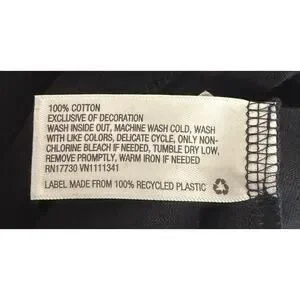 100% COTTON
EXCLUSIVE OF DECORATION
WASH INSIDE OUT, MACHINE WASH COLD, WASH
WITH LIKE COLORS, DELICATE CYCLE, ONLY NON-
CHLORINE BLEACH IF NEEDED, TUMBLE DRY LOW,
REMOVE PROMPTLY, WARM IRON IF NEEDED
RN17730 VN1111341
LABEL MADE FROM 100% RECYCLED PLASTIC